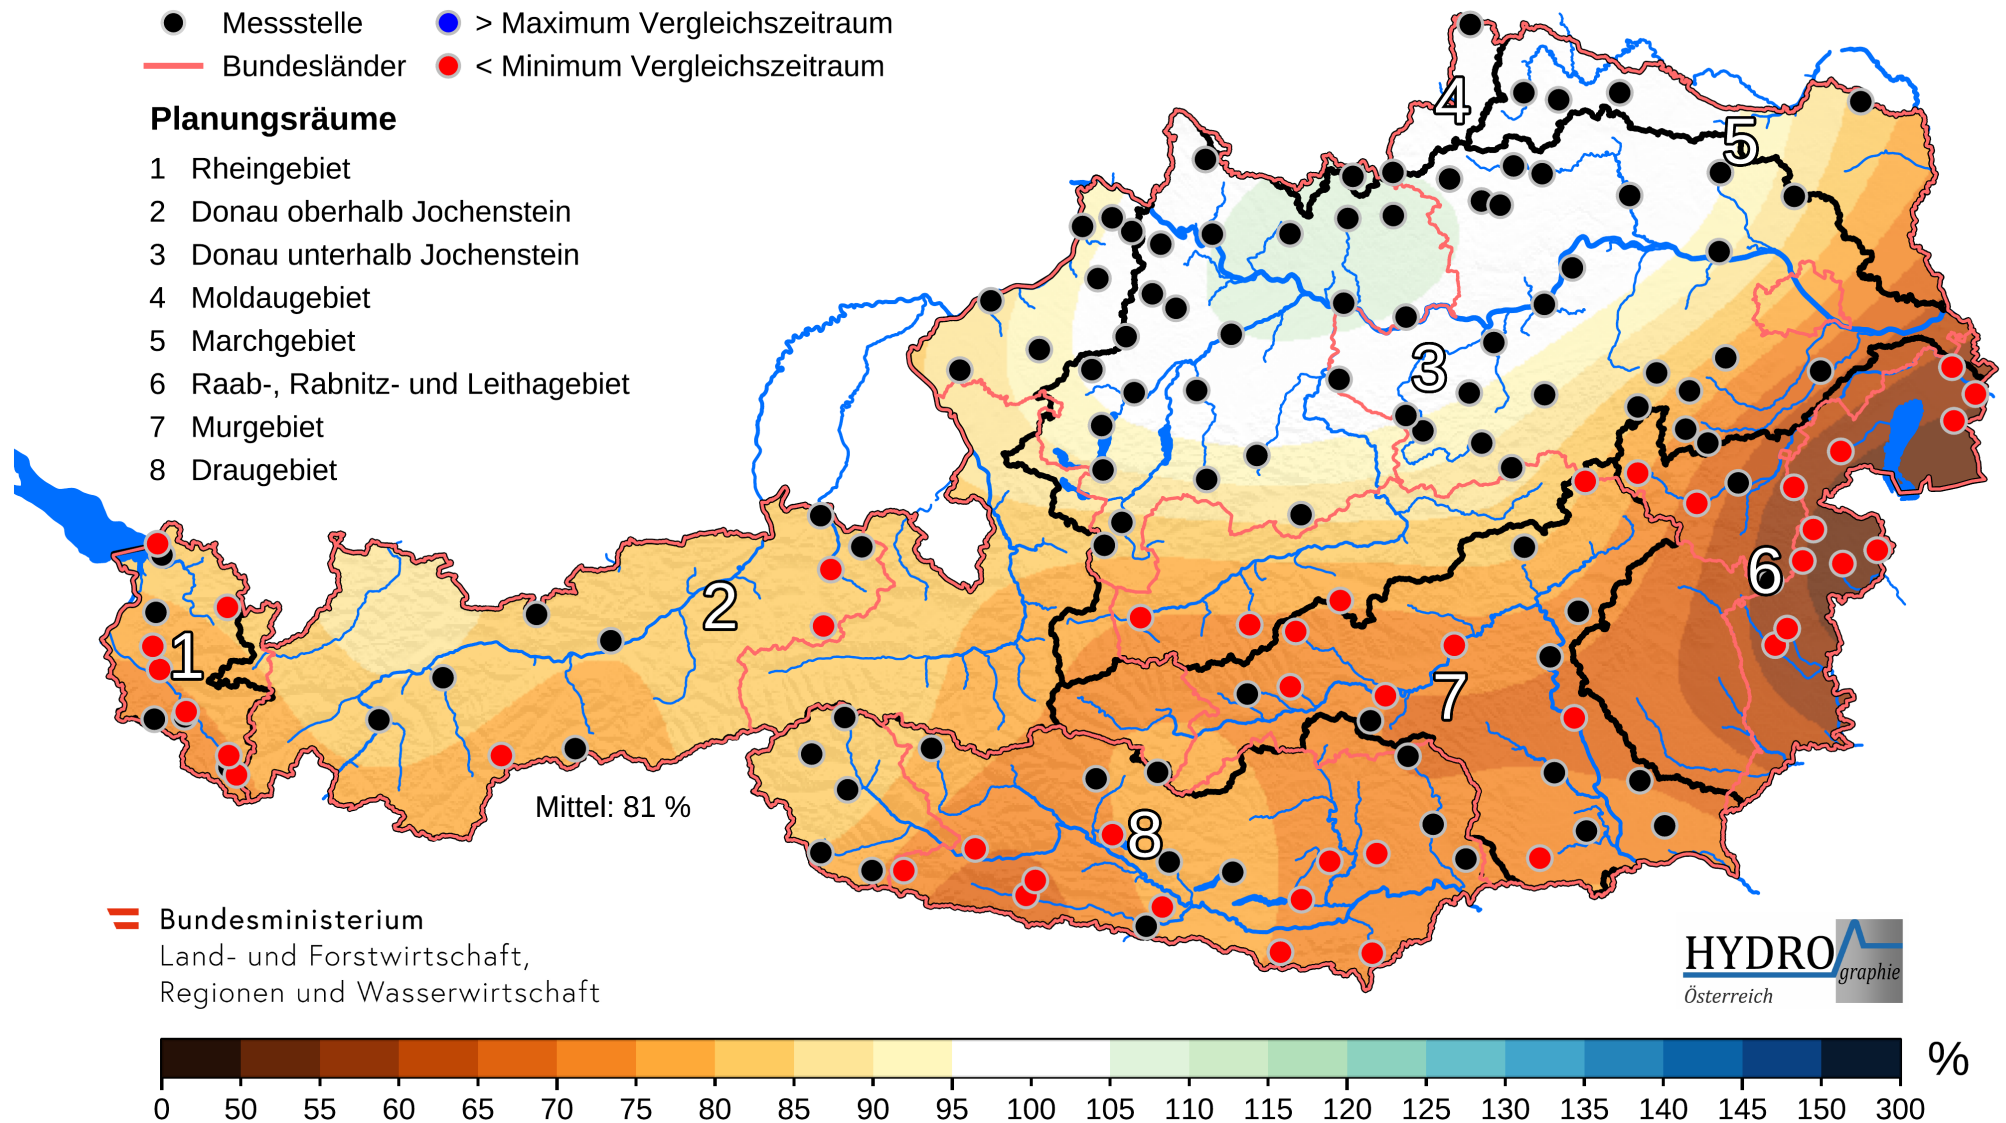 Messstelle
> Maximum Vergleichszeitraum
Bundesländer
< Minimum Vergleichszeitraum
Planungsräume
1 Rheingebiet
2 Donau oberhalb Jochenstein
3 Donau unterhalb Jochenstein
4 Moldaugebiet
5 Marchgebiet
6 Raab-, Rabnitz- und Leithagebiet
7 Murgebiet
8 Draugebiet
4
5
3
6
2
1
7
8
Mittel: 81 %
Bundesministerium
Land- und Forstwirtschaft,
Regionen und Wasserwirtschaft
HYDRO
graphie
Österreich
%
0 50 55 60 65 70 75 80 85 90 95 100 105 110 115 120 125 130 135 140 145 150 300